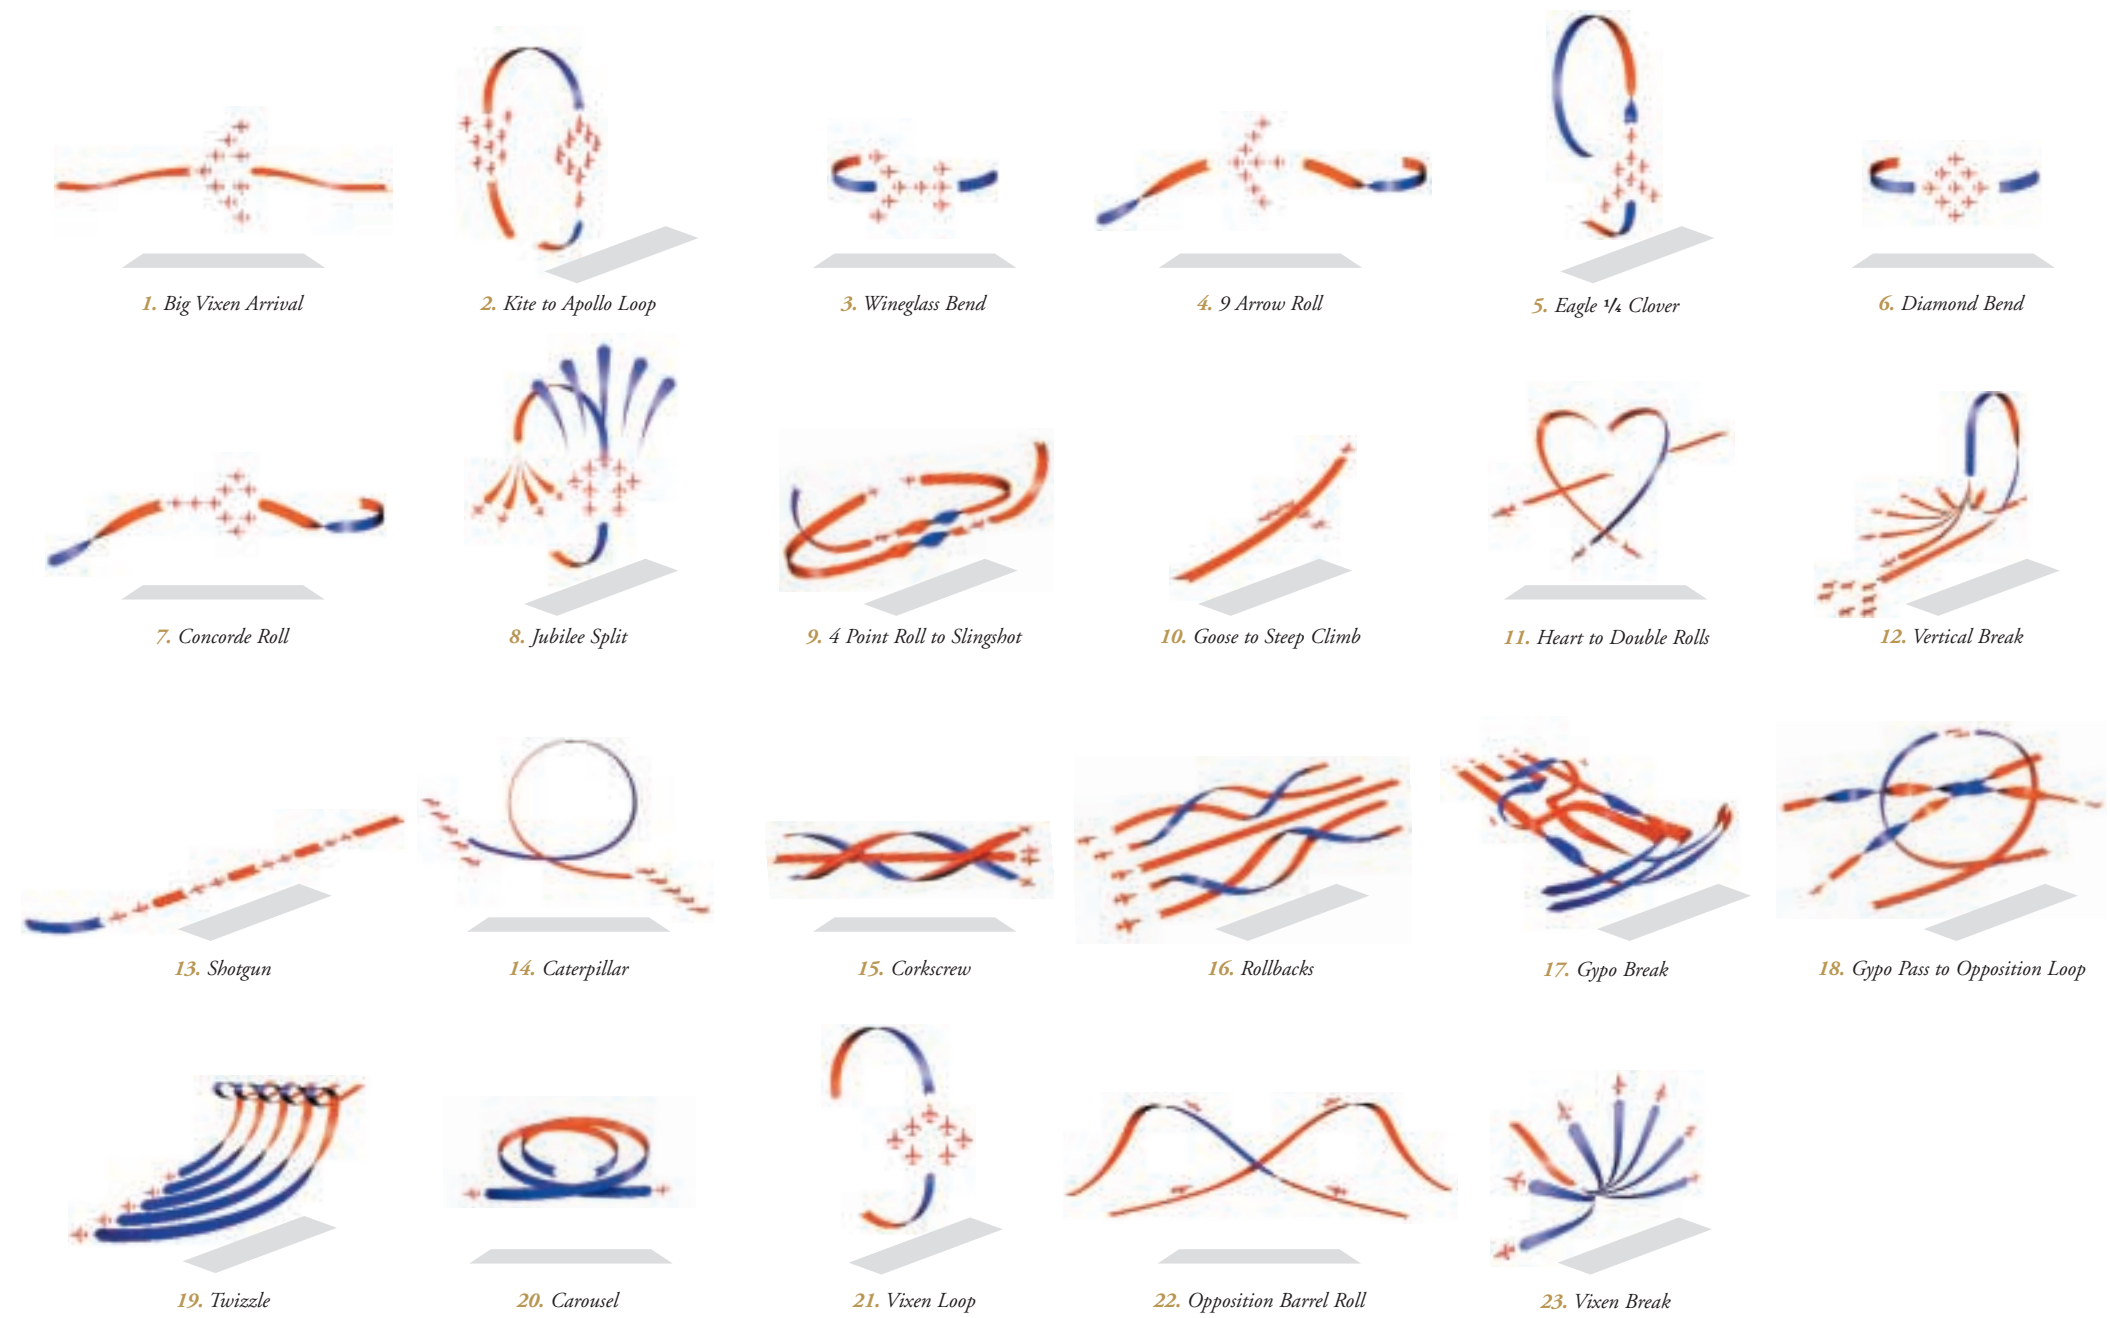 1. Big Vixen Arrival
2. Kite to Apollo Loop
3. Wineglass Bend
4. 9 Arrow Roll
5. Eagle 1/4 Clover
6. Diamond Bend
7. Concorde Roll
8. Jubilee Split
9. 4 Point Roll to Slingshot
10. Goose to Steep Climb
11. Heart to Double Rolls
12. Vertical Break
13. Shotgun
14. Caterpillar
15. Corkscrew
16. Rollbacks
17. Gypo Break
18. Gypo Pass to Opposition Loop
19. Twizzle
20. Carousel
21. Vixen Loop
22. Opposition Barrel Roll
23. Vixen Break